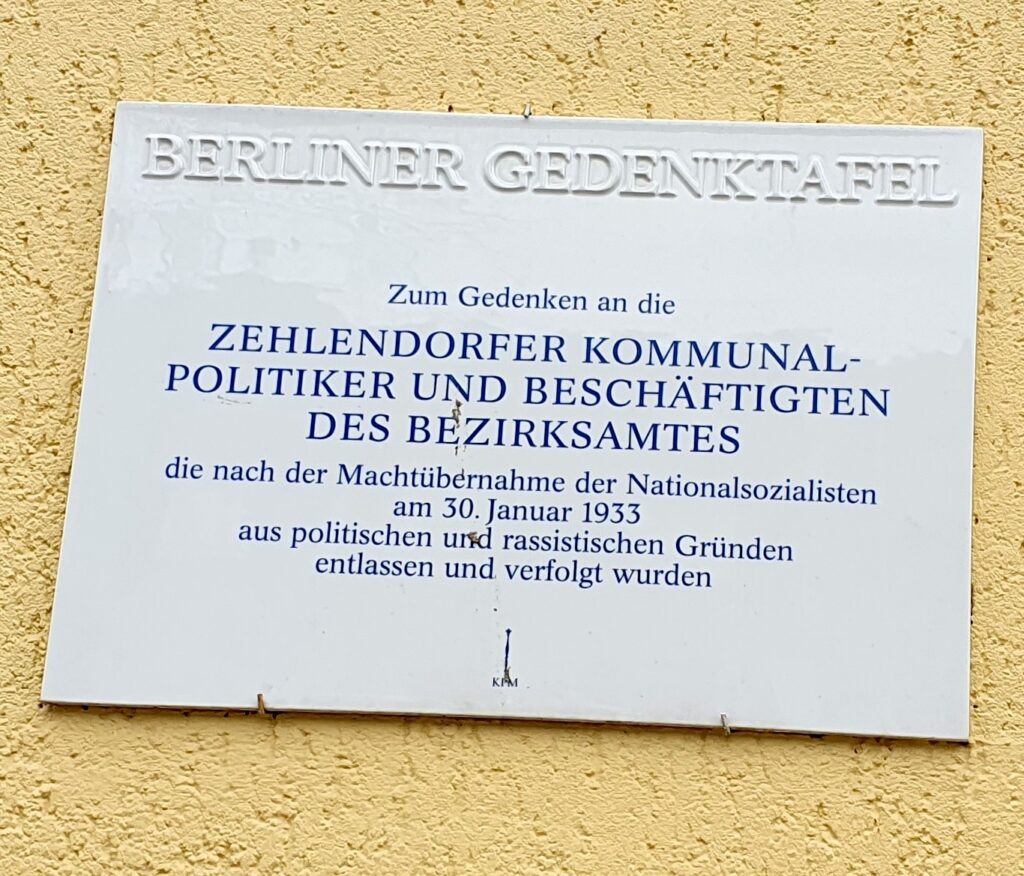 BERLINER GEDENKTAFEL
Zum Gedenken an die
ZEHLENDORFER KOMMUNAL-
POLITIKER UND BESCHÄFTIGTEN
DES BEZIRKSAMTES
die nach der Machtübernahme der Nationalsozialisten
am 30. Januar 1933
aus politischen und rassistischen Gründen
entlassen und verfolgt wurden
KPM